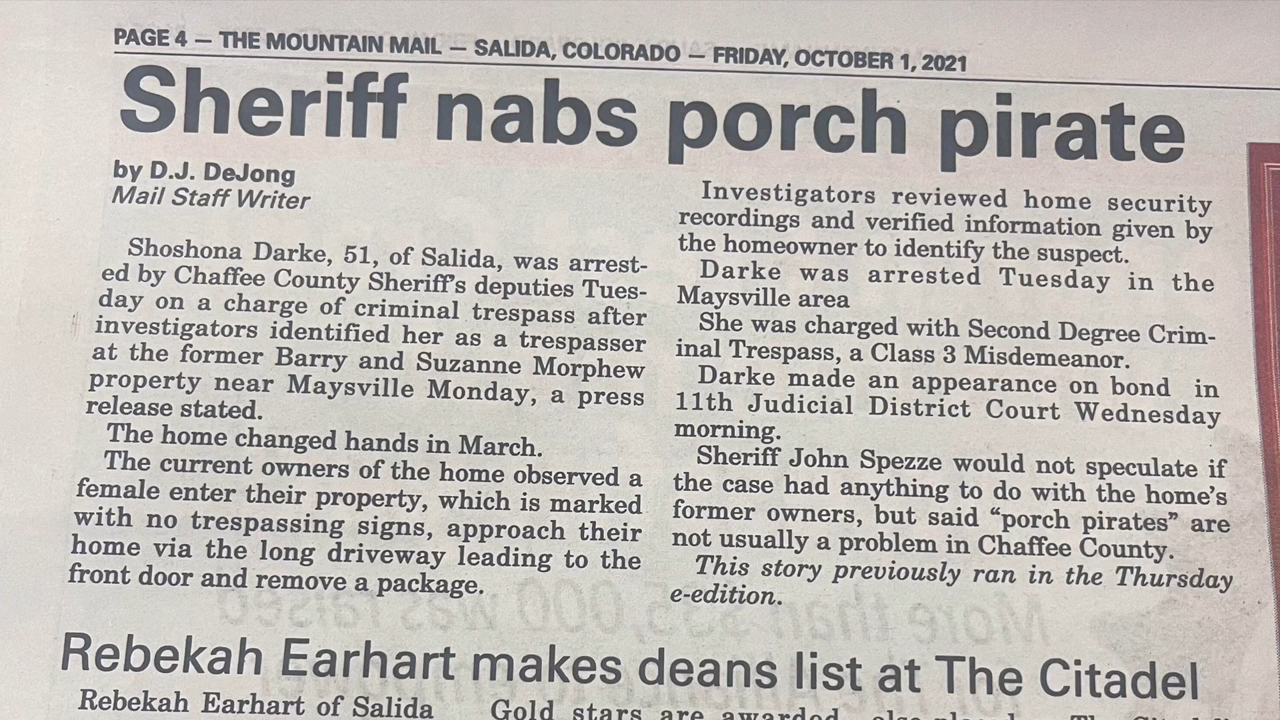 PAGE 4 — THE MOUNTAIN MAIL — SALIDA, COLORADO — FRIDAY, OCTOBER 1, 2021
Sheriff nabs porch pirate
by D.J. DeJong
Mail Staff Writer
Shoshona Darke, 51, of Salida, was arrest-
ed by Chaffee County Sheriff's deputies Tues-
day on a charge of criminal trespass after
investigators identified her as a trespasser
at the former Barry and Suzanne Morphew
property near Maysville Monday, a press
release stated.
The home changed hands in March.
The current owners of the home observed a
female enter their property, which is marked
with no trespassing signs, approach their
home via the long driveway leading to the
front door and remove a package.
Investigators reviewed home security
recordings and verified information given by
the homeowner to identify the suspect.
Darke was arrested Tuesday in the
Maysville area
She was charged with Second Degree Crim-
inal Trespass, a Class 3 Misdemeanor.
Darke made an appearance on bond in
11th Judicial District Court Wednesday
morning.
Sheriff John Spezze would not speculate if
the case had anything to do with the home's
former owners, but said "porch pirates" are
not usually a problem in Chaffee County.
This story previously ran in the Thursday
e-edition.
Rebekah Earhart makes deans list at The Citadel
Rebekah Earhart of Salida
Gold stars are awarded